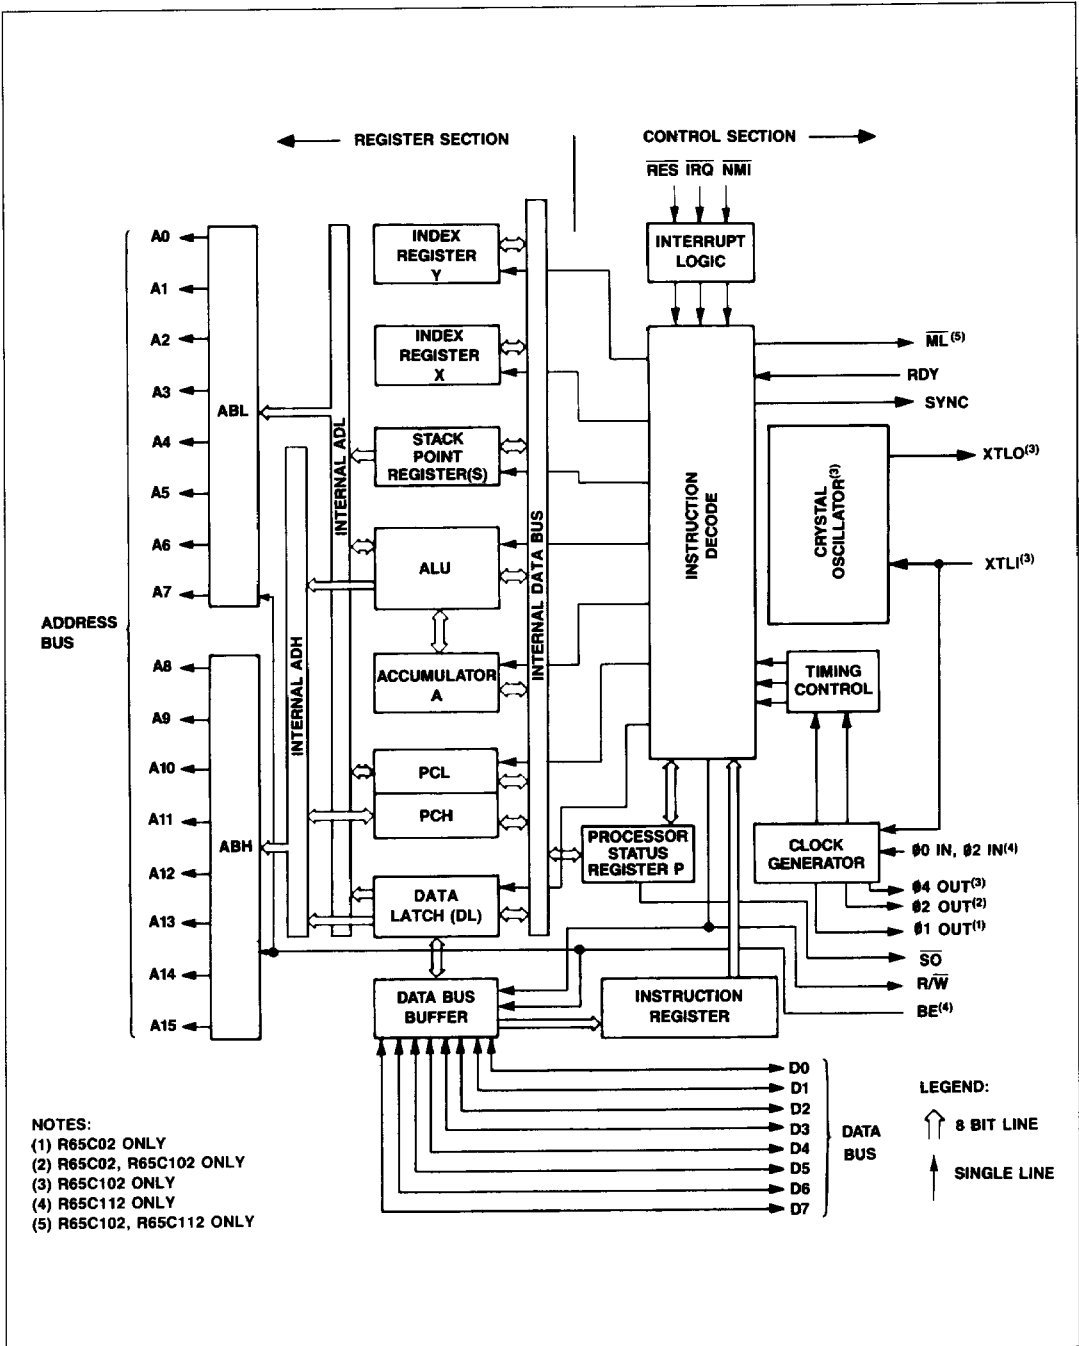 REGISTER SECTION
CONTROL SECTION
RES IRQ NMI
INTERRUPT
LOGIC
A0
A1
A2
A3
A4
A5
A6
A7
A8
A9
A10
A11
A12
A13
A14
A15
ADDRESS
BUS
ABL
ABH
INTERNAL ADL
INTERNAL ADH
INDEX
REGISTER
Y
INDEX
REGISTER
X
STACK
POINT
REGISTER(S)
ALU
ACCUMULATOR
A
PCL
PCH
DATA
LATCH (DL)
DATA BUS
BUFFER
INTERNAL DATA BUS
INSTRUCTION
DECODE
PROCESSOR
STATUS
REGISTER P
INSTRUCTION
REGISTER
ML(5)
RDY
SYNC
CRYSTAL
OSCILLATOR(3)
XTLO(3)
XTLI(3)
TIMING
CONTROL
CLOCK
GENERATOR
Ø0 IN, Ø2 IN(4)
Ø4 OUT(3)
Ø2 OUT(2)
Ø1 OUT(1)
SO
R/W
BE(4)
D0
D1
D2
D3
D4
D5
D6
D7
DATA
BUS
LEGEND:
8 BIT LINE
SINGLE LINE
NOTES:
(1) R65C02 ONLY
(2) R65C02, R65C102 ONLY
(3) R65C102 ONLY
(4) R65C112 ONLY
(5) R65C102, R65C112 ONLY